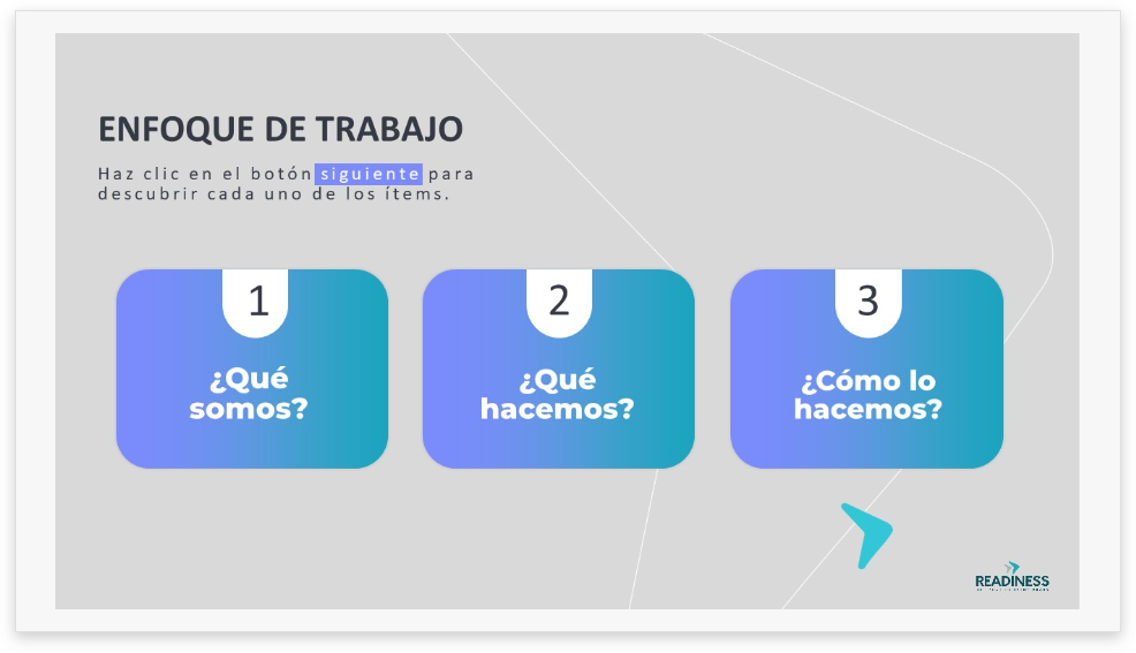 ENFOQUE DE TRABAJO
Haz clic en el botón siguiente para
descubrir cada uno de los ítems.
1
¿Qué
somos?
2
¿Qué
hacemos?
3
¿Cómo lo
hacemos?
READINESS